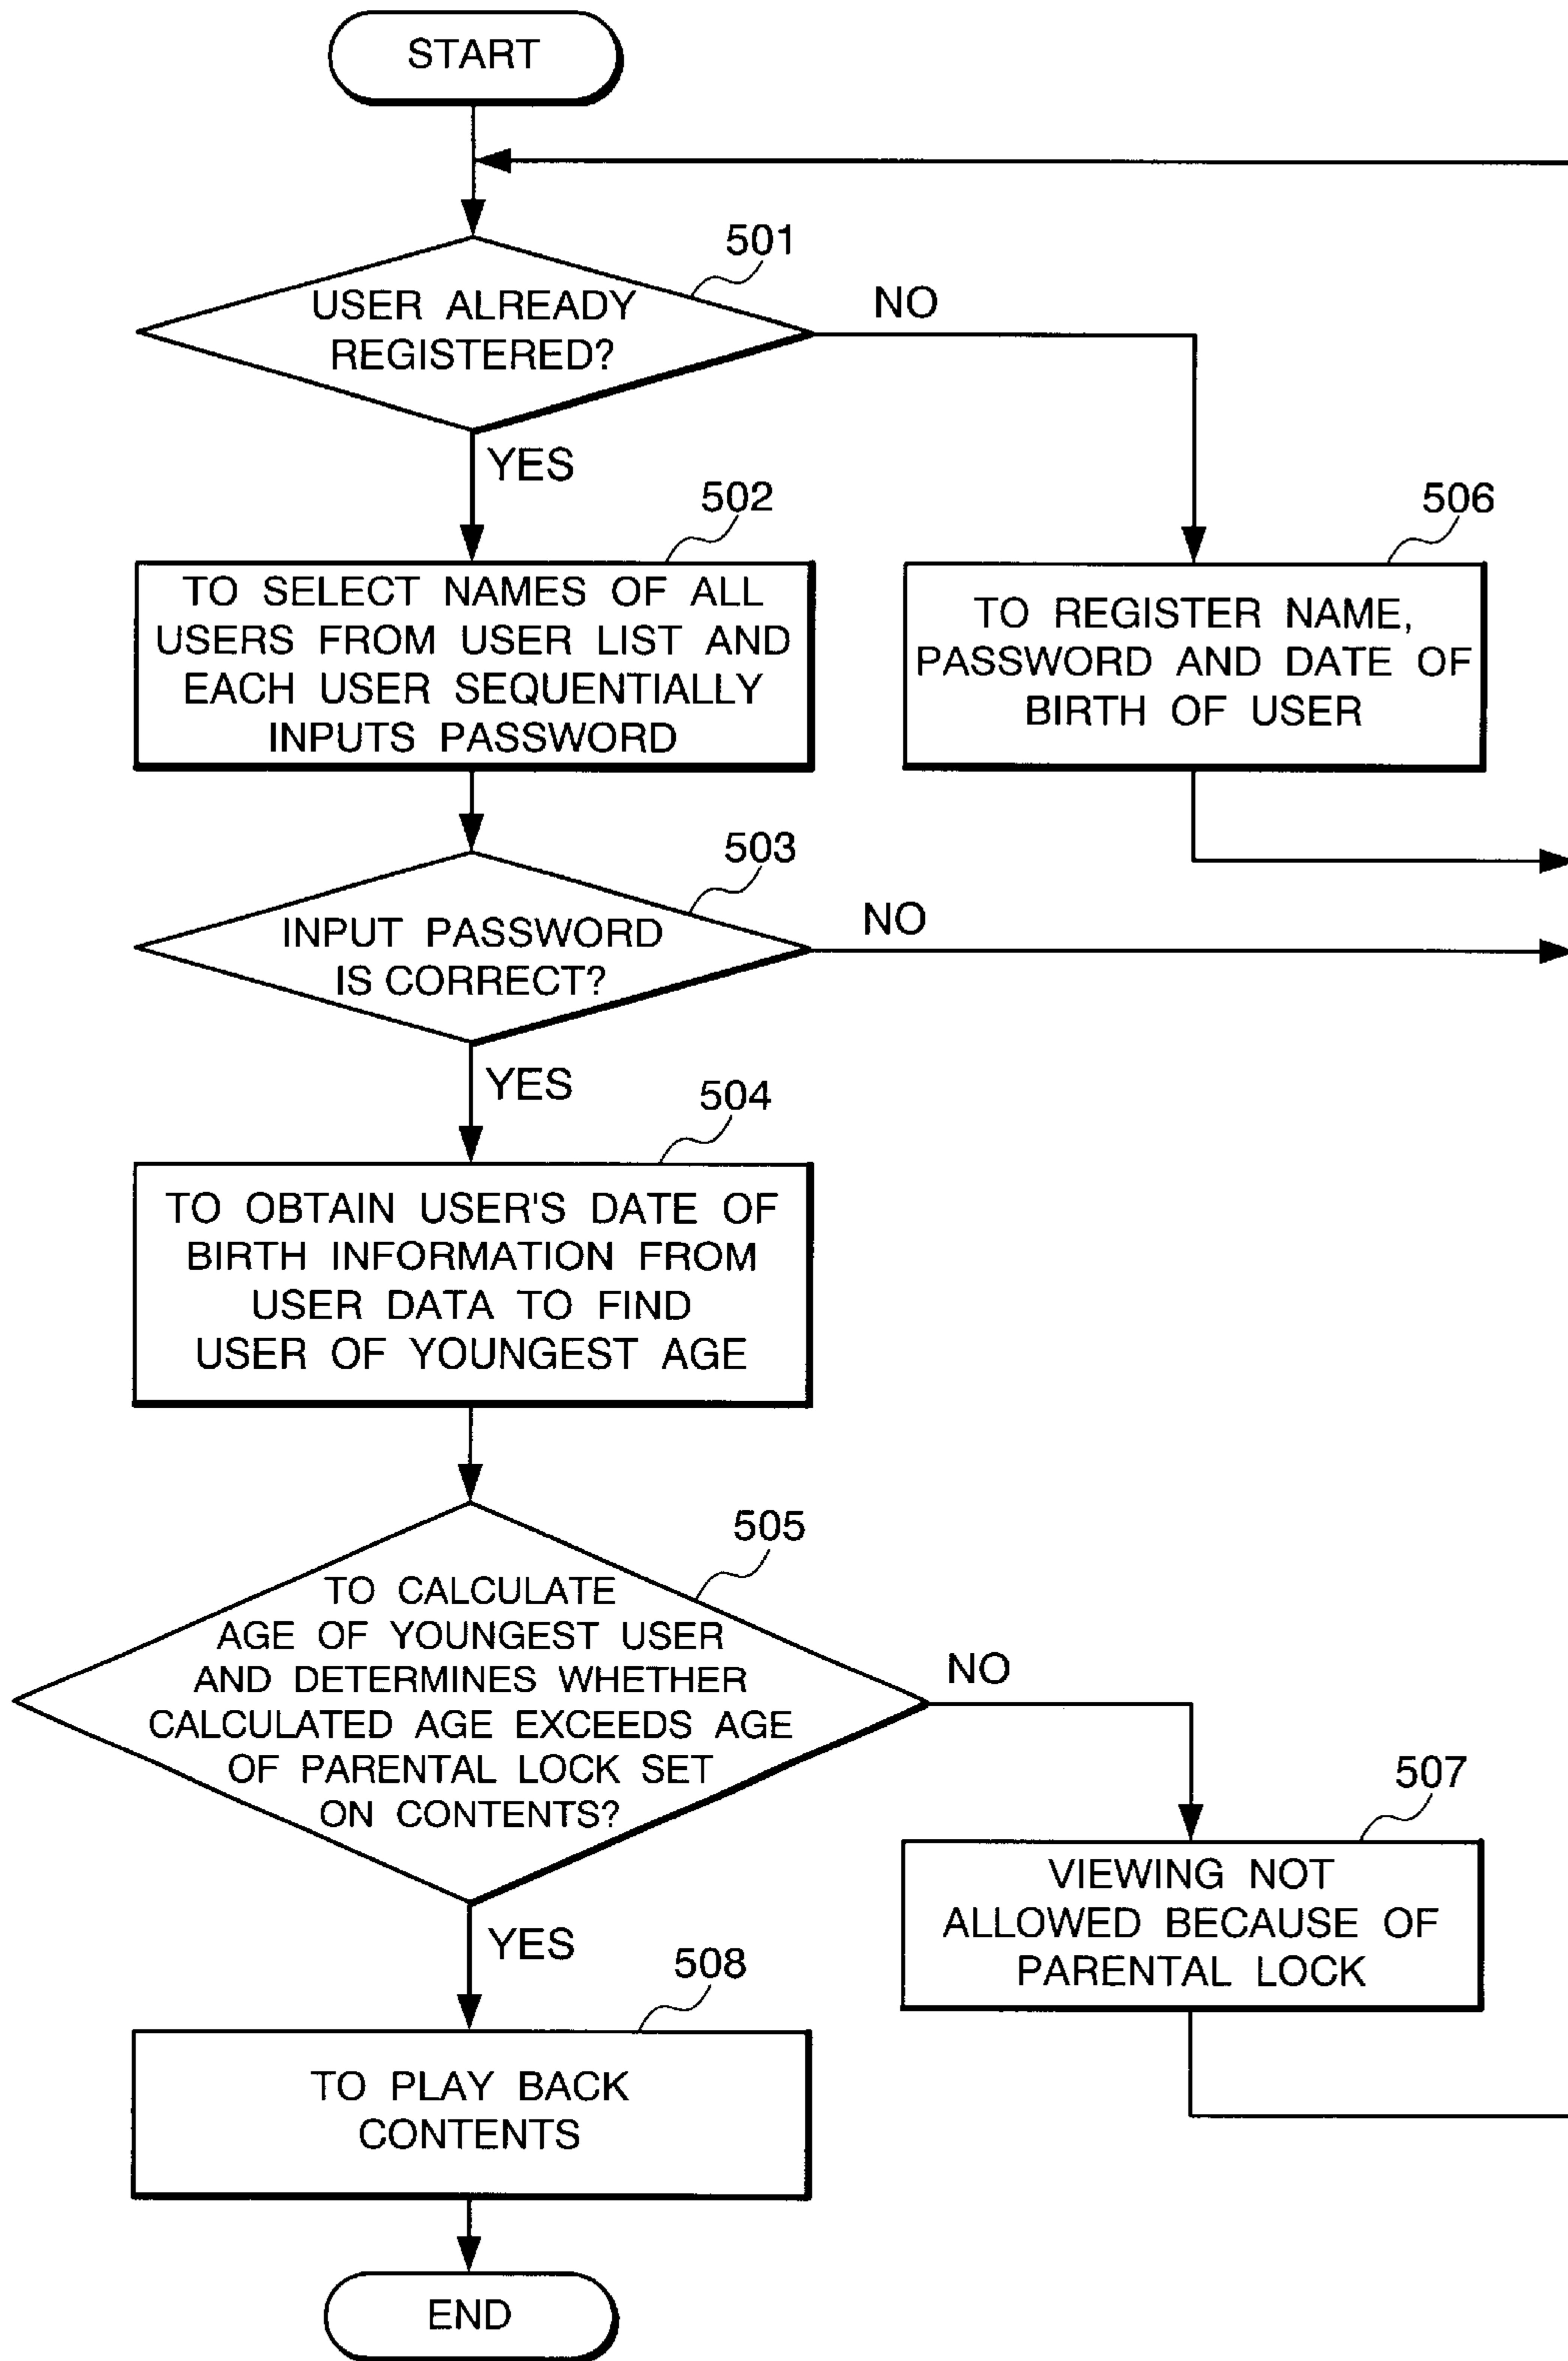 START
501
USER ALREADY
REGISTERED?
NO
YES
502
TO SELECT NAMES OF ALL
USERS FROM USER LIST AND
EACH USER SEQUENTIALLY
INPUTS PASSWORD
506
TO REGISTER NAME,
PASSWORD AND DATE OF
BIRTH OF USER
503
INPUT PASSWORD
IS CORRECT?
NO
YES
504
TO OBTAIN USER'S DATE OF
BIRTH INFORMATION FROM
USER DATA TO FIND
USER OF YOUNGEST AGE
505
TO CALCULATE
AGE OF YOUNGEST USER
AND DETERMINES WHETHER
CALCULATED AGE EXCEEDS AGE
OF PARENTAL LOCK SET
ON CONTENTS?
NO
YES
507
VIEWING NOT
ALLOWED BECAUSE OF
PARENTAL LOCK
508
TO PLAY BACK
CONTENTS
END